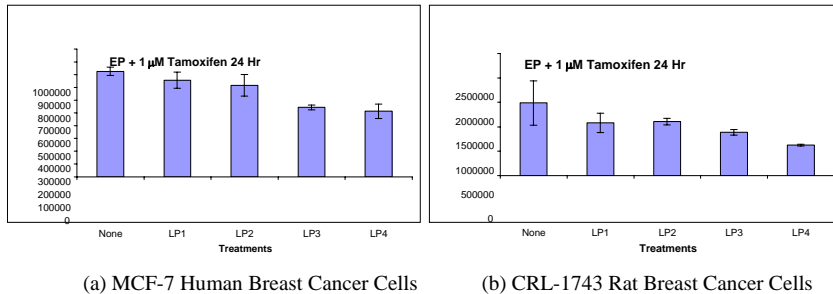 EP + 1 µM Tamoxifen 24 Hr
1000000
900000
800000
700000
600000
500000
400000
300000
200000
100000
0
None LP1 LP2 LP3 LP4
Treatments
EP + 1 µM Tamoxifen 24 Hr
2500000
2000000
1500000
1000000
500000
0
None LP1 LP2 LP3 LP4
Treatments
(a) MCF-7 Human Breast Cancer Cells
(b) CRL-1743 Rat Breast Cancer Cells